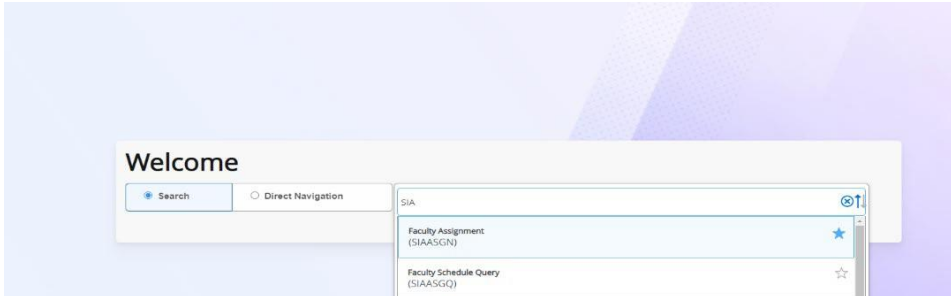 Welcome
Search
Direct Navigation
SIA
Faculty Assignment
(SIAASGN)
Faculty Schedule Query
(SIAASGQ)